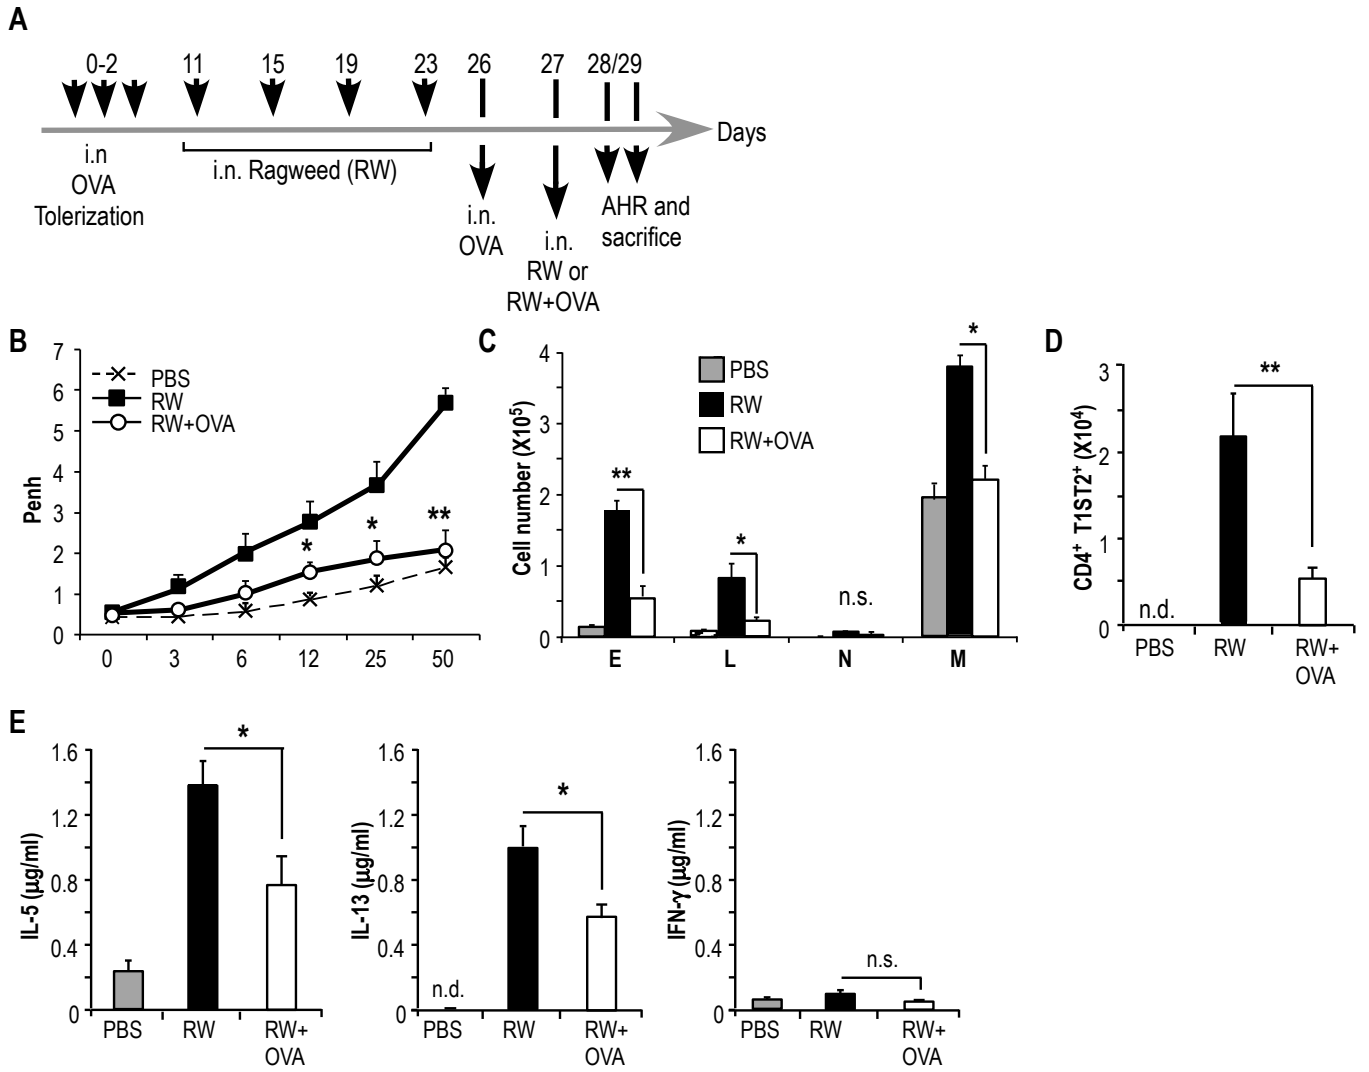 A
0-2 11 15 19 23 26 27 28/29
Days
i.n
OVA
Tolerization
i.n. Ragweed (RW)
i.n.
OVA
i.n.
RW or
RW+OVA
AHR and
sacrifice
B
7
6
5
4
3
2
1
0
Penh
PBS
RW
RW+OVA
* * **
0 3 6 12 25 50
C
4
3
2
1
0
Cell number (X10⁵)
PBS
RW
RW+OVA
**
*
n.s.
*
E L N M
D
3
2
1
0
CD4⁺ T1ST2⁺ (X10⁴)
**
n.d.
PBS RW RW+
OVA
E
1.6
1.2
0.8
0.4
0
IL-5 (µg/ml)
*
PBS RW RW+
OVA
1.6
1.2
0.8
0.4
0
IL-13 (µg/ml)
*
n.d.
PBS RW RW+
OVA
1.6
1.2
0.8
0.4
0
IFN-γ (µg/ml)
n.s.
PBS RW RW+
OVA